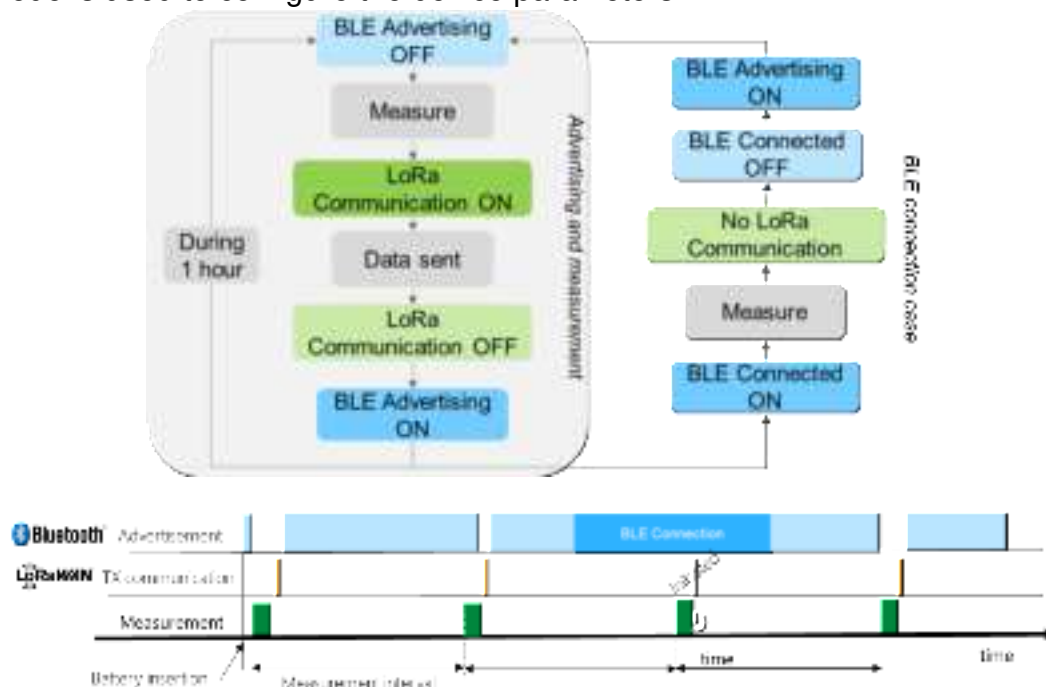 BLE Advertising
OFF
Measure
LoRa
Communication ON
Data sent
LoRa
Communication OFF
BLE Advertising
ON
During
1 hour
Advertising and measurement
BLE Advertising
ON
BLE Connected
OFF
No LoRa
Communication
Measure
BLE Connected
ON
BLE connection case
Bluetooth Advertisement
BLE Connection
LoRaWAN TX communication
Measurement
time
time
Battery insertion
Measurement interval